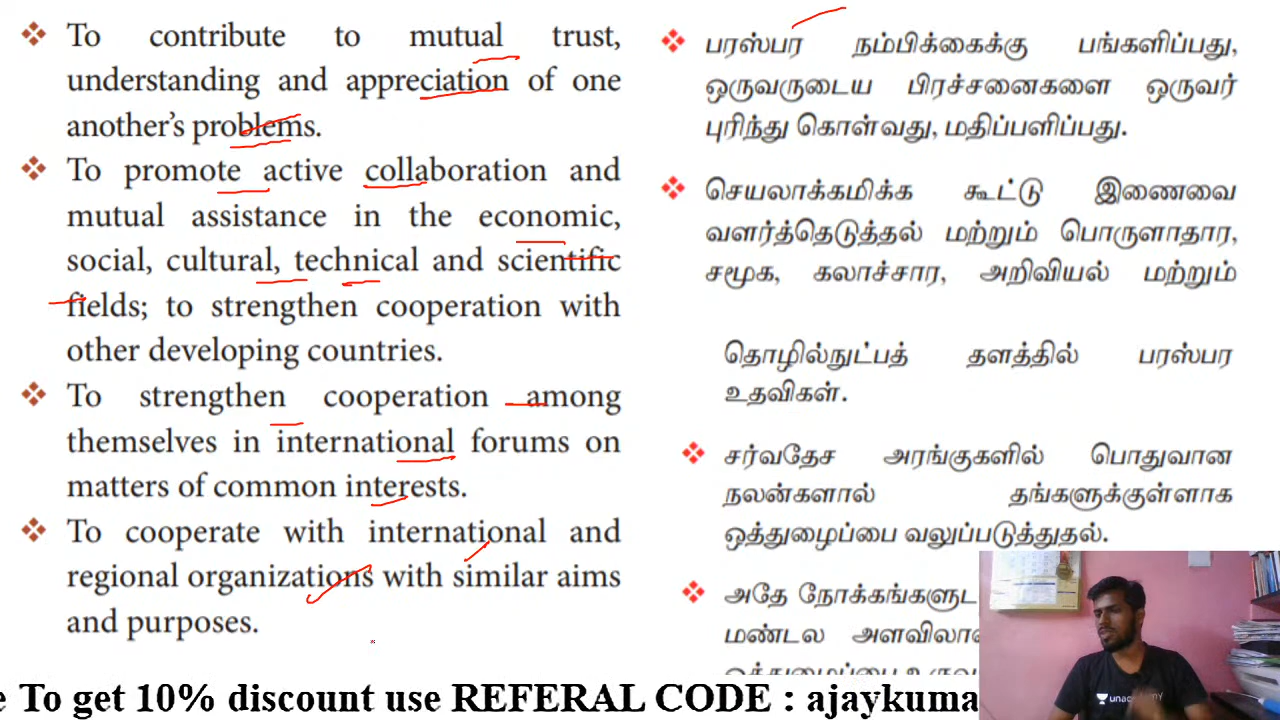 ❖ To contribute to mutual trust,
understanding and appreciation of one
another's problems.
❖ To promote active collaboration and
mutual assistance in the economic,
social, cultural, technical and scientific
fields; to strengthen cooperation with
other developing countries.
❖ To strengthen cooperation among
themselves in international forums on
matters of common interests.
❖ To cooperate with international and
regional organizations with similar aims
and purposes.
❖ பரஸ்பர நம்பிக்கைக்கு பங்களிப்பது,
ஒருவருடைய பிரச்சனைகளை ஒருவர்
புரிந்து கொள்வது, மதிப்பளிப்பது.
❖ செயலாக்கமிக்க கூட்டு இணைவை
வளர்த்தெடுத்தல் மற்றும் பொருளாதார,
சமூக, கலாச்சார, அறிவியல் மற்றும்
தொழில்நுட்பத் தளத்தில் பரஸ்பர
உதவிகள்.
❖ சர்வதேச அரங்குகளில் பொதுவான
நலன்களால் தங்களுக்குள்ளாக
ஒத்துழைப்பை வலுப்படுத்துதல்.
❖ அதே நோக்கங்களுட
மண்டல அளவிலான
unacademy
e To get 10% discount use REFERAL CODE : ajaykuma